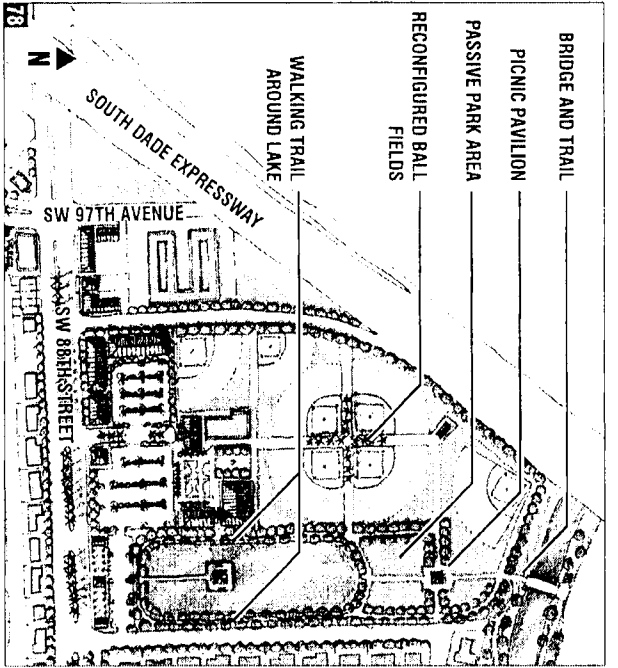 BRIDGE AND TRAIL
PICNIC PAVILION
PASSIVE PARK AREA
RECONFIGURED BALL
FIELDS
WALKING TRAIL
AROUND LAKE
SOUTH DADE EXPRESSWAY
SW 97TH AVENUE
SW 88TH STREET
N
78